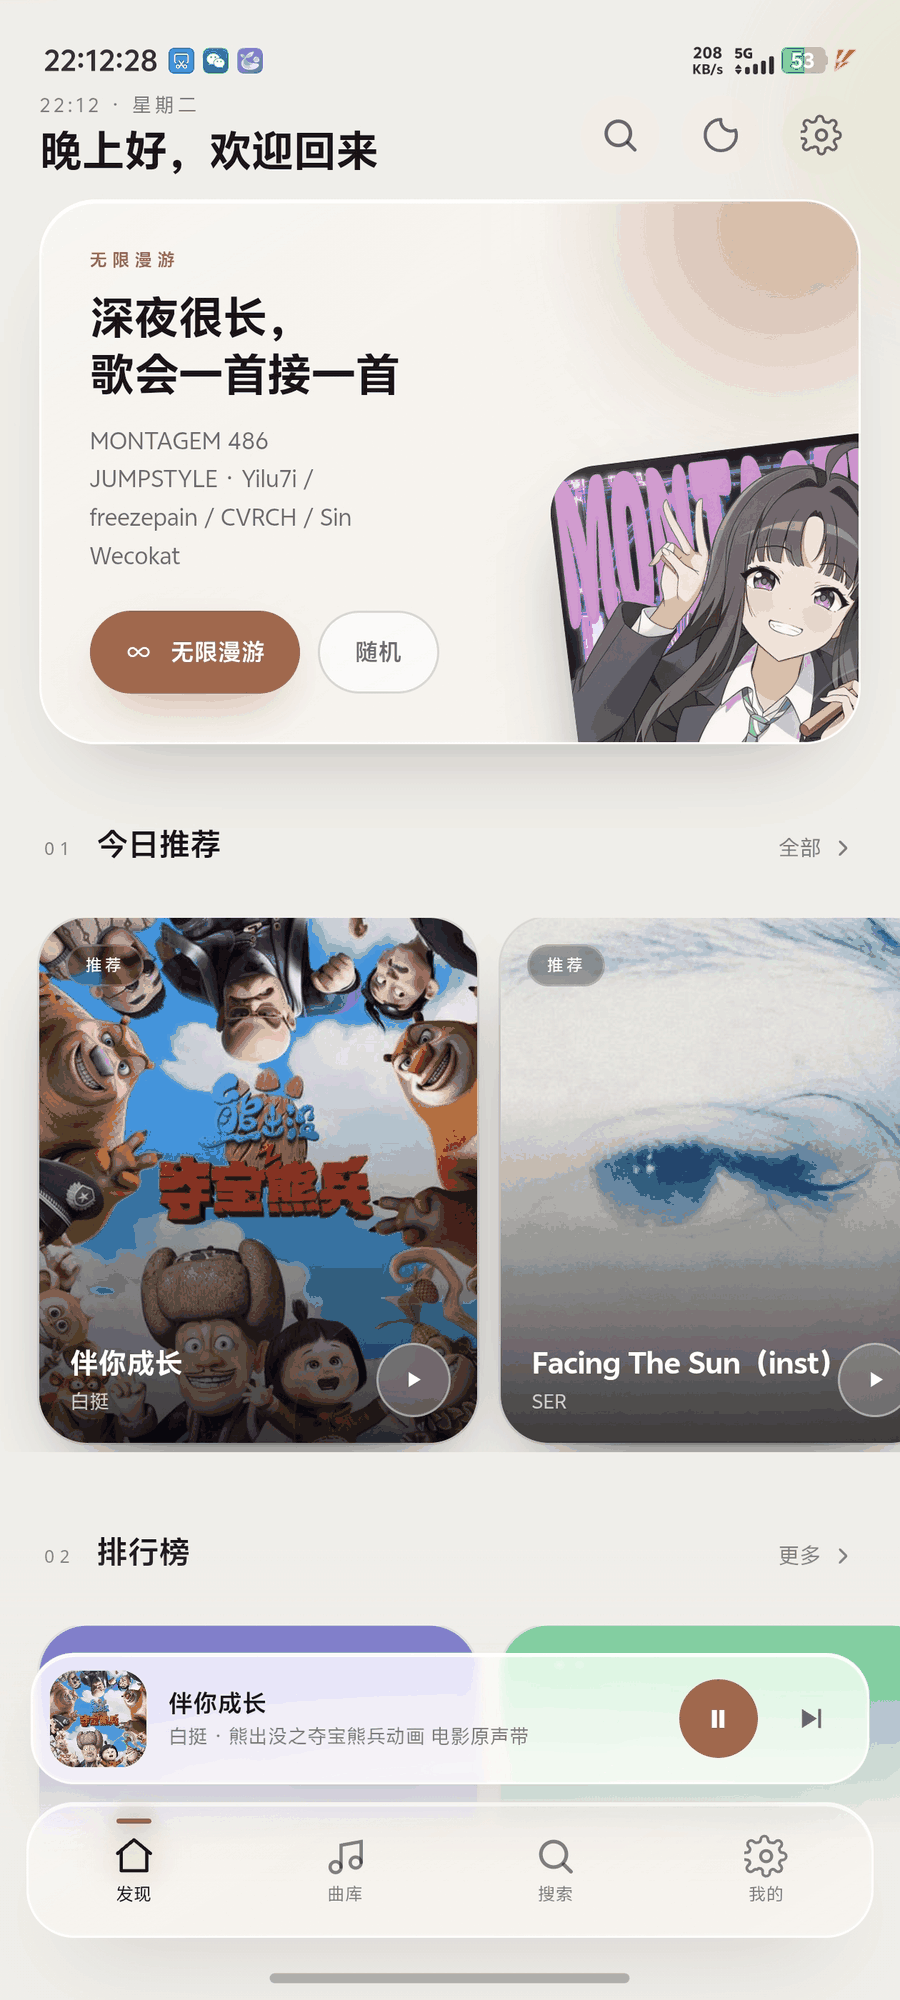 22:12:28
208 KB/s 5G 53
22:12 · 星期二
晚上好，欢迎回来
无限漫游
深夜很长，
歌会一首接一首
MONTAGEM 486
JUMPSTYLE · Yilu7i /
freezepain / CVRCH / Sin
Wecokat
∞ 无限漫游 随机
01 今日推荐 全部
推荐
熊出没
夺宝熊兵
伴你成长
白挺
推荐
Facing The Sun（inst）
SER
02 排行榜 更多
伴你成长
白挺 · 熊出没之夺宝熊兵动画 电影原声带
发现 曲库 搜索 我的